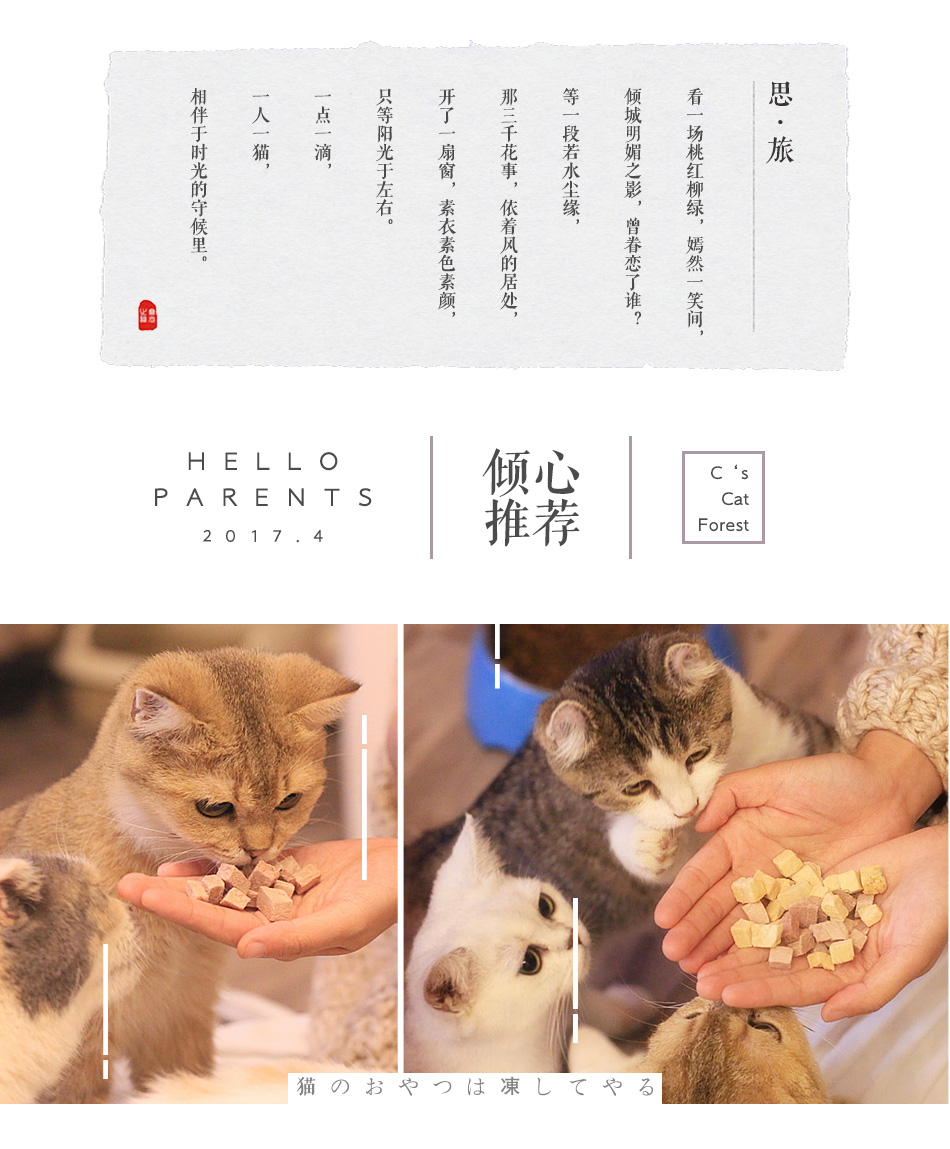 思·旅
看一场桃红柳绿，嫣然一笑间，
倾城明媚之影，曾眷恋了谁？
等一段若水尘缘，
那三千花事，依着风的居处，
开了一扇窗，素衣素色素颜，
只等阳光于左右。
一点一滴，
一人一猫，
相伴于时光的守候里。
HELLO
PARENTS
2017.4
倾心
推荐
C‘s
Cat
Forest
猫のおやつは凍してやる